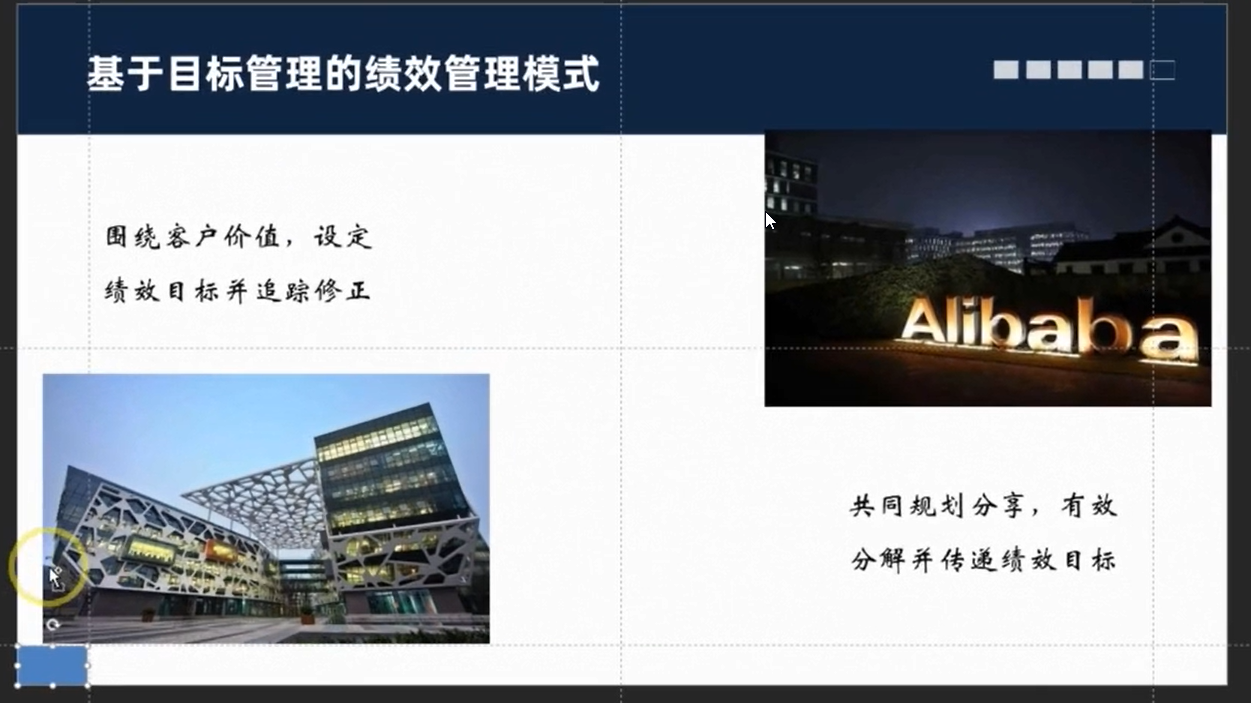 基于目标管理的绩效管理模式
围绕客户价值，设定
绩效目标并追踪修正
Alibaba
共同规划分享，有效
分解并传递绩效目标